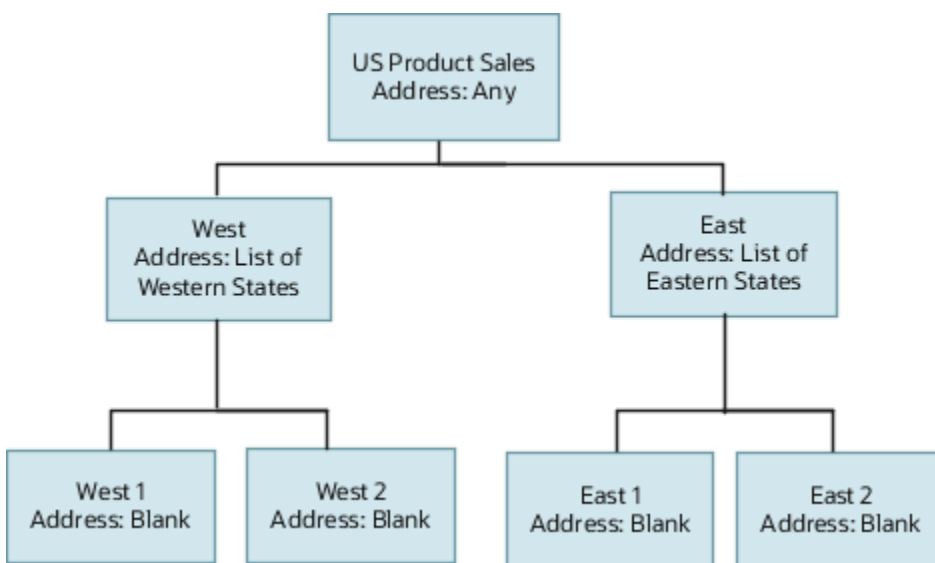 US Product Sales
Address: Any
West
Address: List of
Western States
East
Address: List of
Eastern States
West 1
Address: Blank
West 2
Address: Blank
East 1
Address: Blank
East 2
Address: Blank